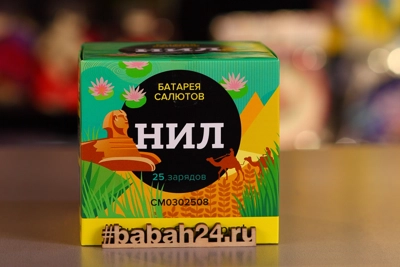 БАТАРЕЯ
САЛЮТОВ
НИЛ
25 зарядов
СМ0302508
#babah24.ru